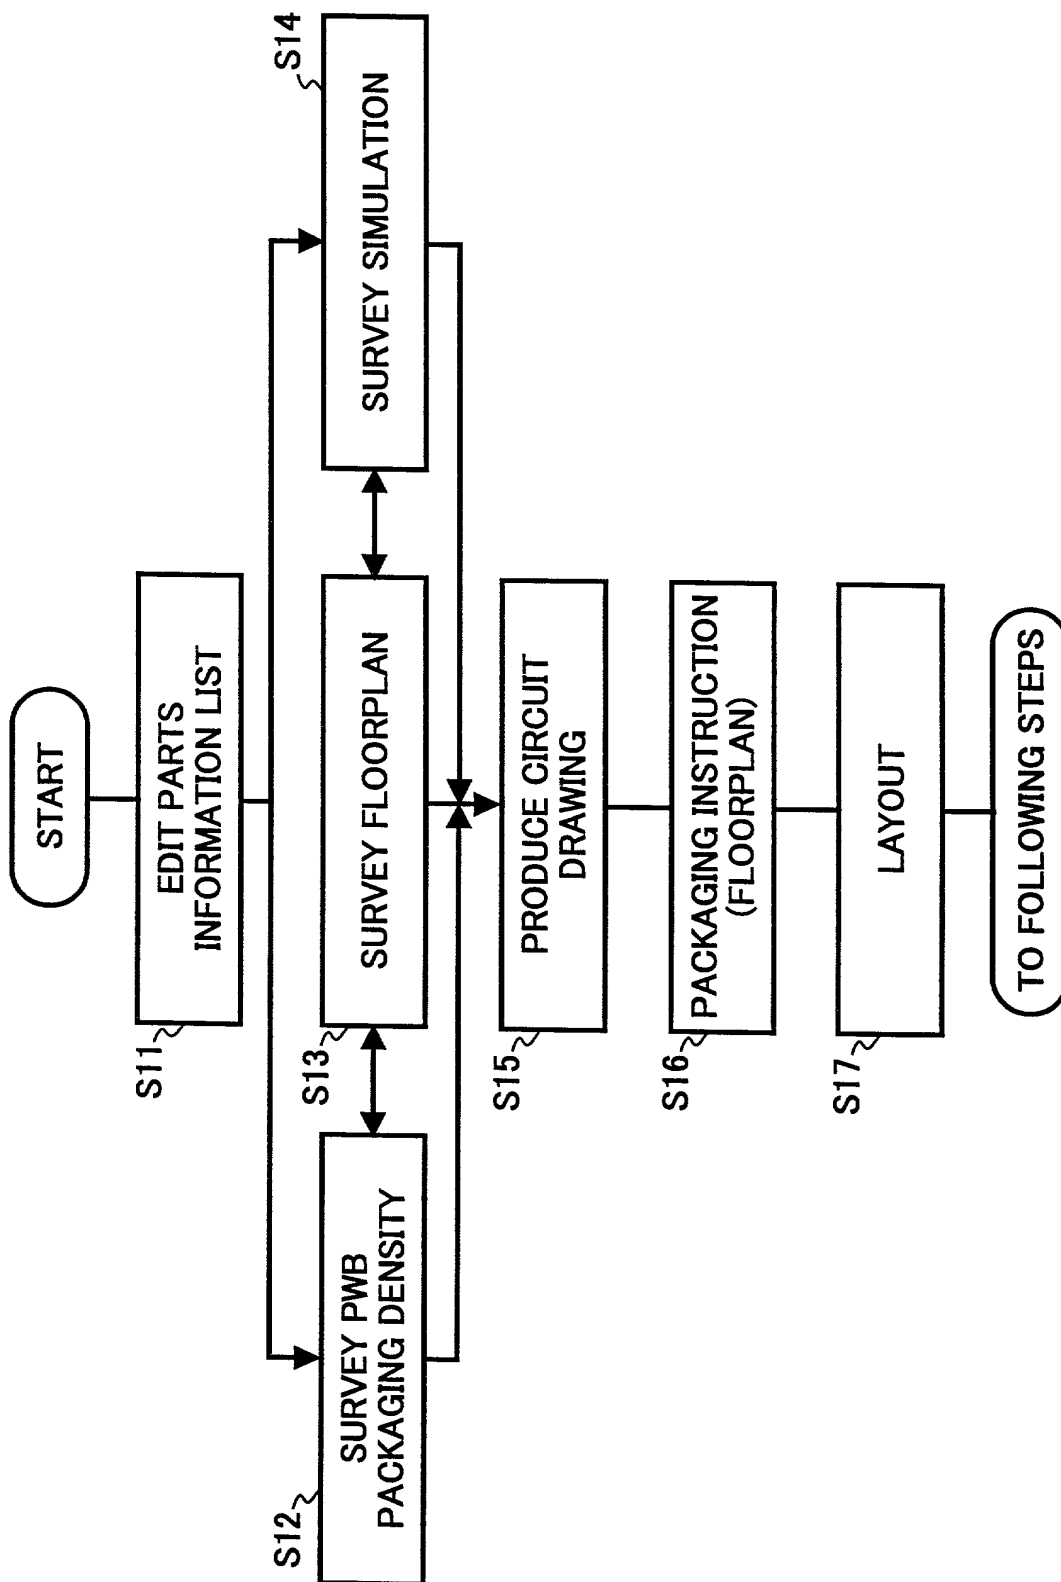 START
S11
EDIT PARTS
INFORMATION LIST
S12
SURVEY PWB
PACKAGING DENSITY
S13
SURVEY FLOORPLAN
S14
SURVEY SIMULATION
S15
PRODUCE CIRCUIT
DRAWING
S16
PACKAGING INSTRUCTION
(FLOORPLAN)
S17
LAYOUT
TO FOLLOWING STEPS